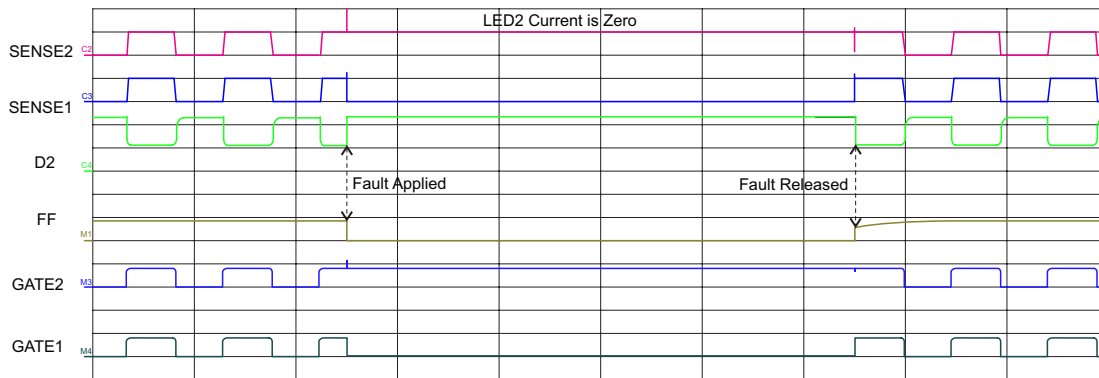 LED2 Current is Zero
SENSE2 C2
SENSE1 C3
D2 C4
Fault Applied
Fault Released
FF M1
GATE2 M3
GATE1 M4